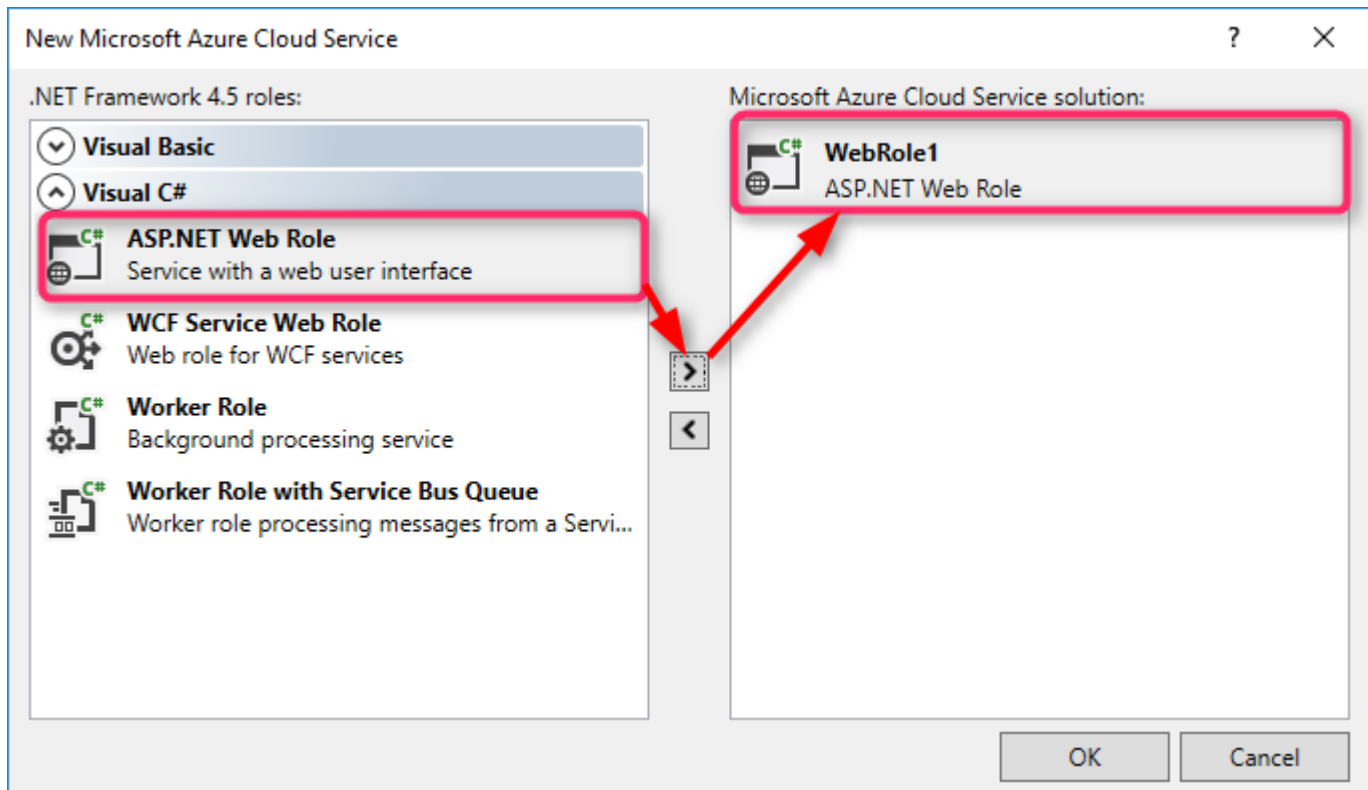 New Microsoft Azure Cloud Service
?
.NET Framework 4.5 roles:
Visual Basic
Visual C#
C#
ASP.NET Web Role
Service with a web user interface
C#
WCF Service Web Role
Web role for WCF services
C#
Worker Role
Background processing service
C#
Worker Role with Service Bus Queue
Worker role processing messages from a Servi...
>
<
Microsoft Azure Cloud Service solution:
C#
WebRole1
ASP.NET Web Role
OK
Cancel